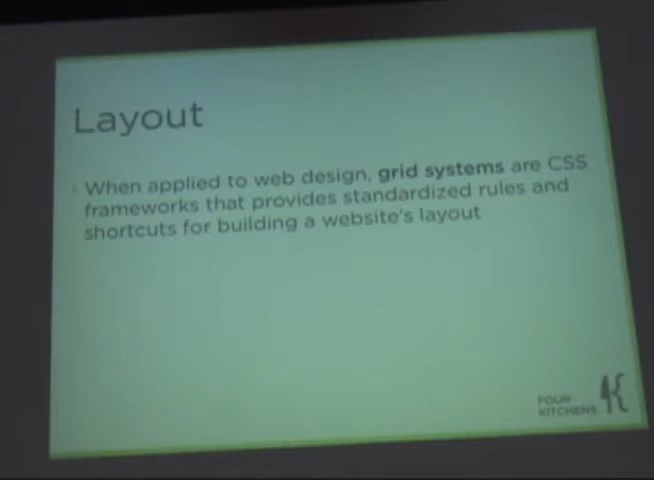 Layout
When applied to web design, grid systems are CSS
frameworks that provides standardized rules and
shortcuts for building a website's layout
FOUR
KITCHENS